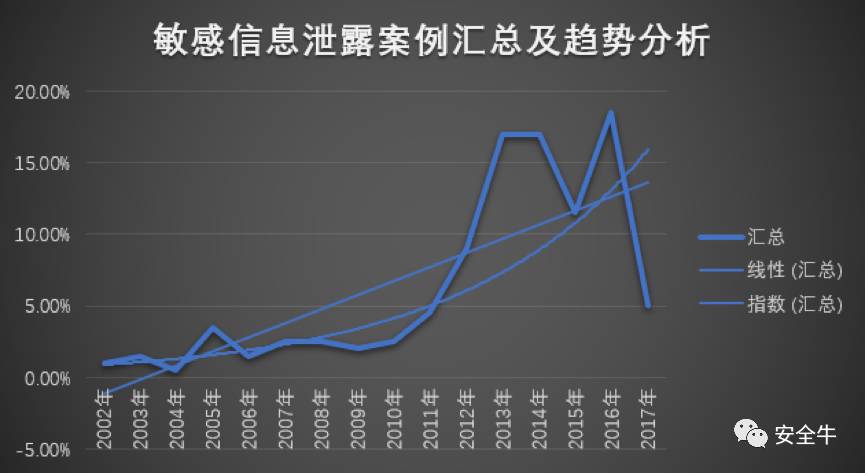 敏感信息泄露案例汇总及趋势分析
20.00%
15.00%
10.00%
5.00%
0.00%
-5.00%
2002年
2003年
2004年
2005年
2006年
2007年
2008年
2009年
2010年
2011年
2012年
2013年
2014年
2015年
2016年
2017年
汇总
线性 (汇总)
指数 (汇总)
安全牛